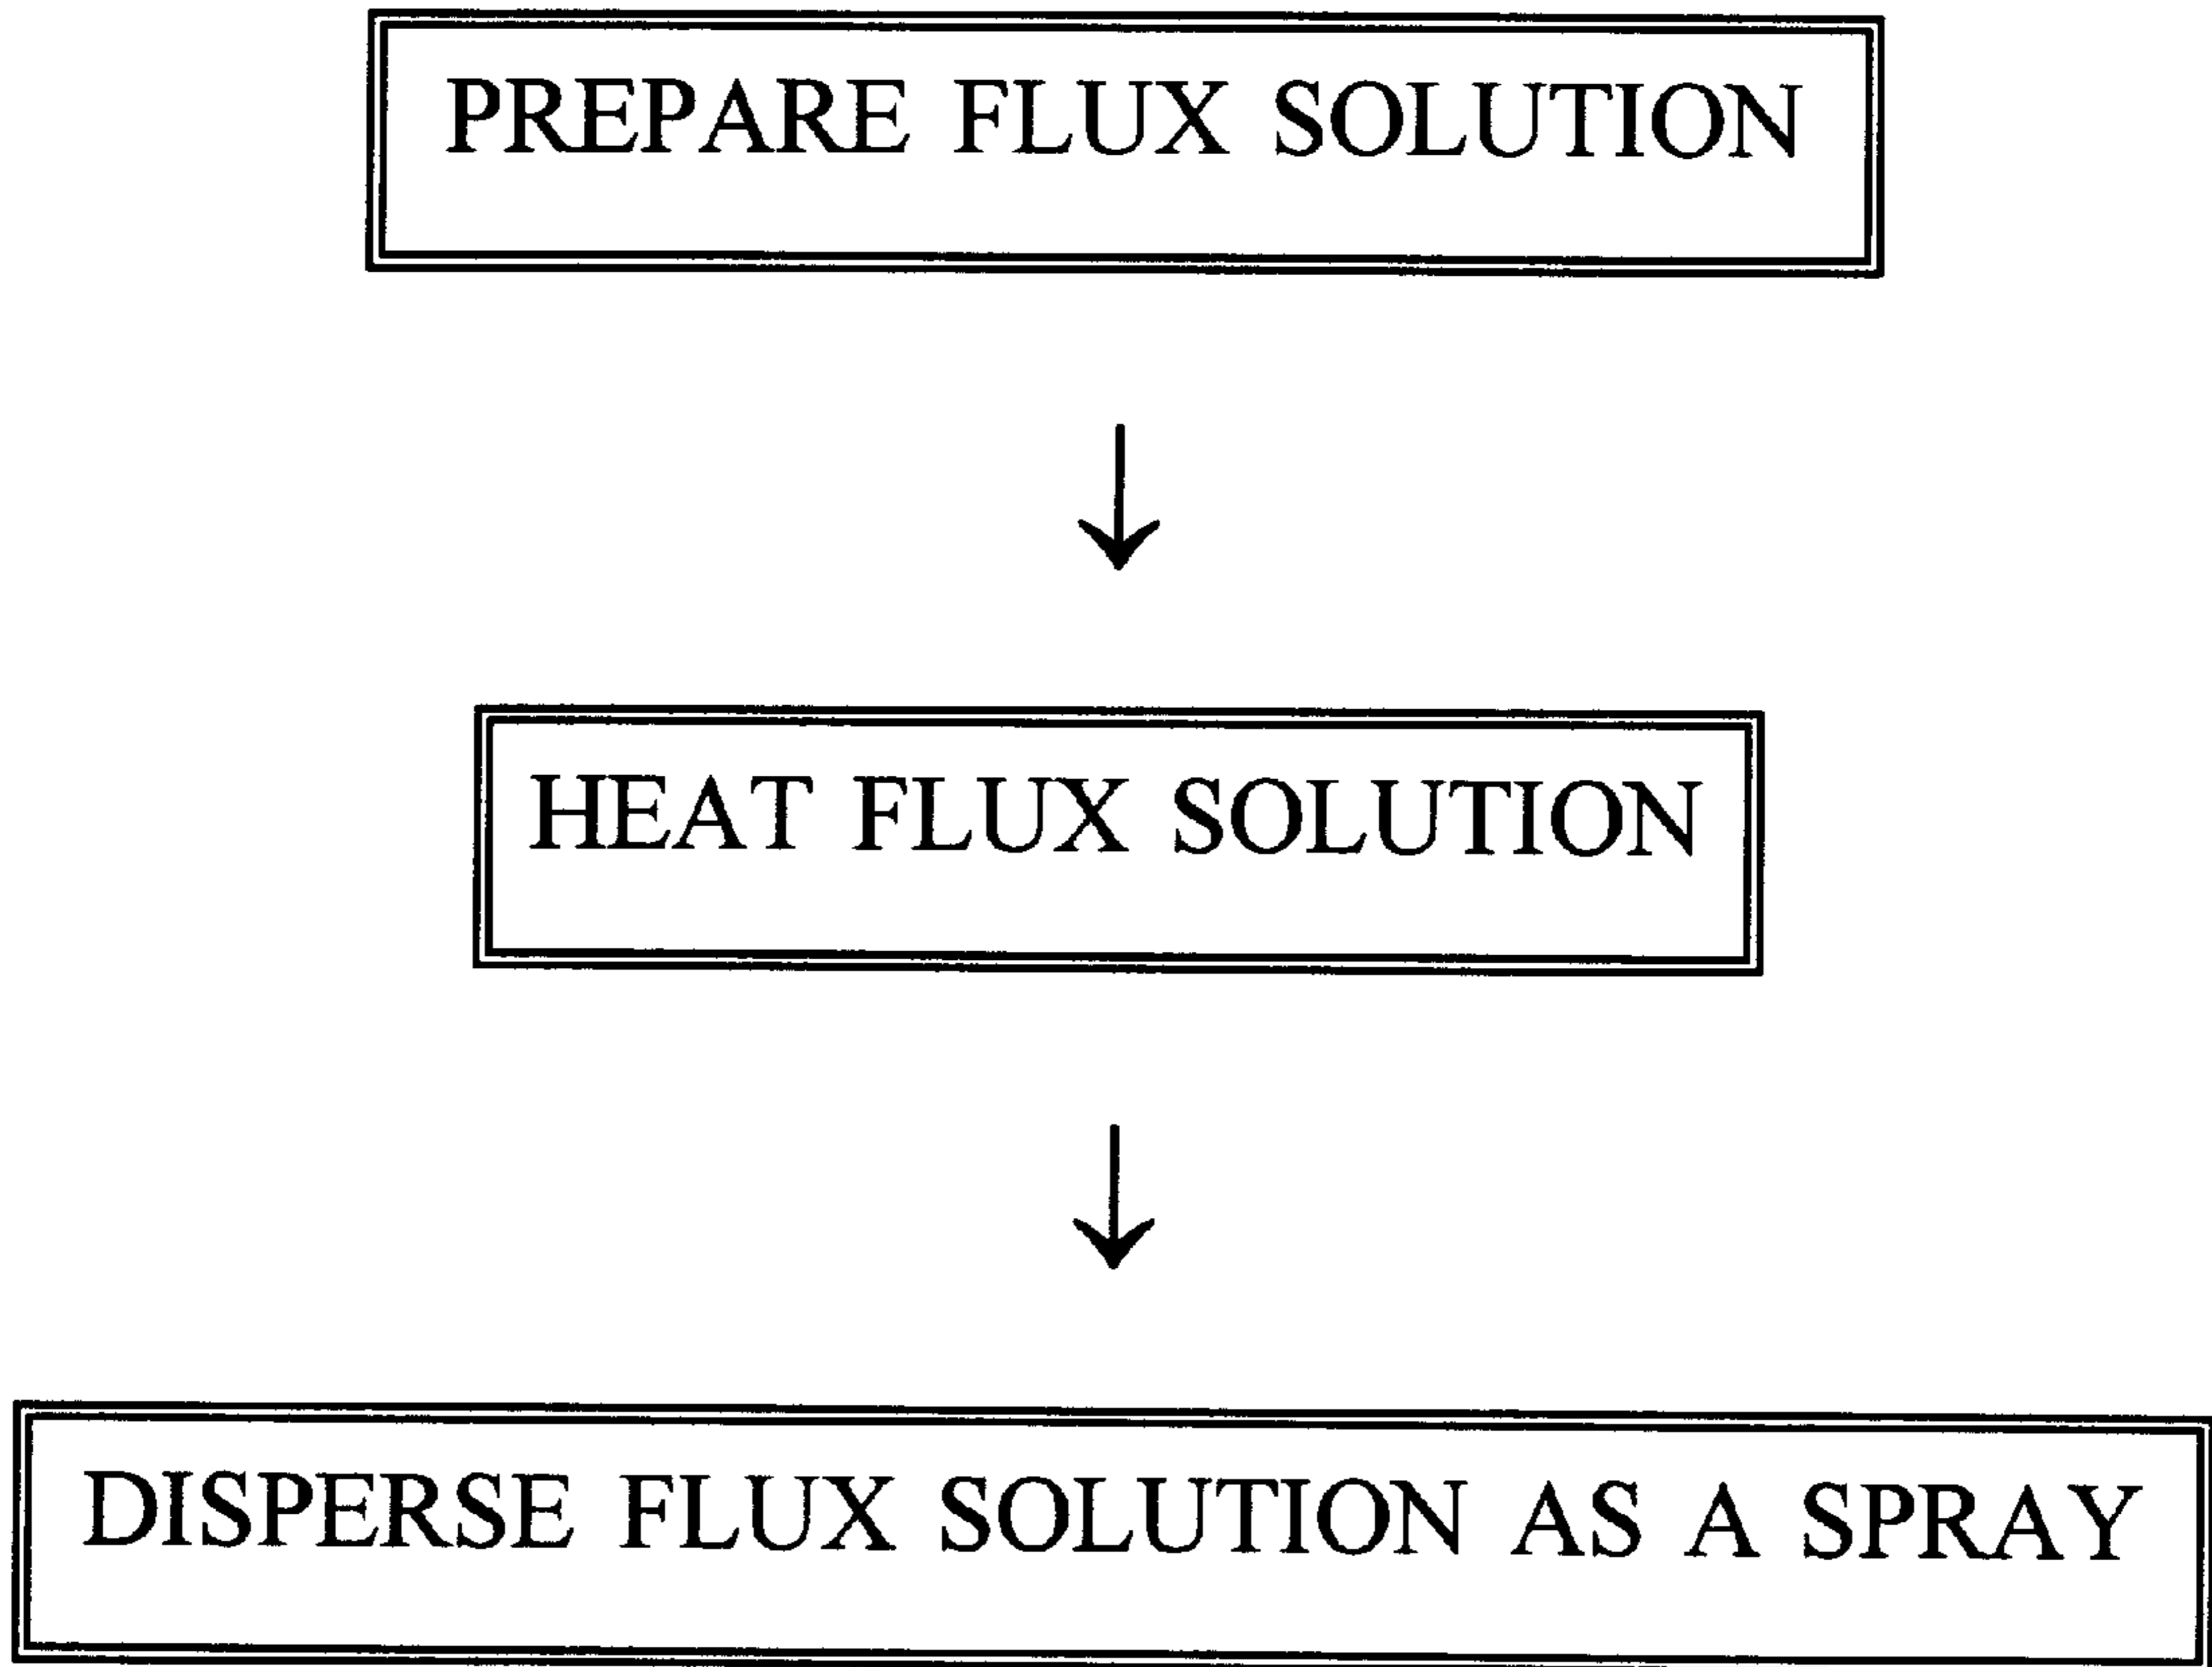 PREPARE FLUX SOLUTION
HEAT FLUX SOLUTION
DISPERSE FLUX SOLUTION AS A SPRAY